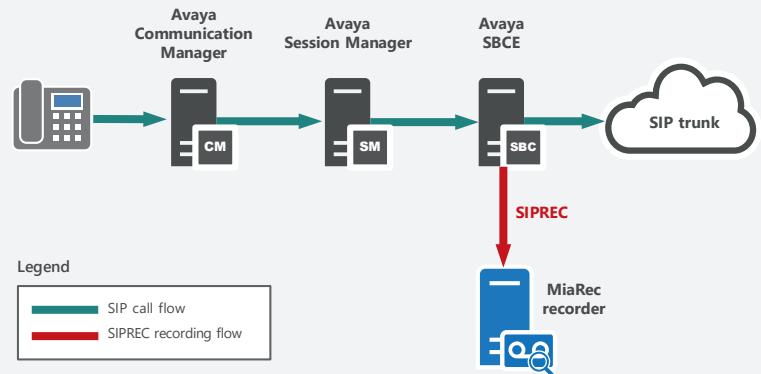 Avaya
Communication
Manager
Avaya
Session Manager
Avaya
SBCE
CM
SM
SBC
SIP trunk
SIPREC
MiaRec
recorder
Legend
SIP call flow
SIPREC recording flow